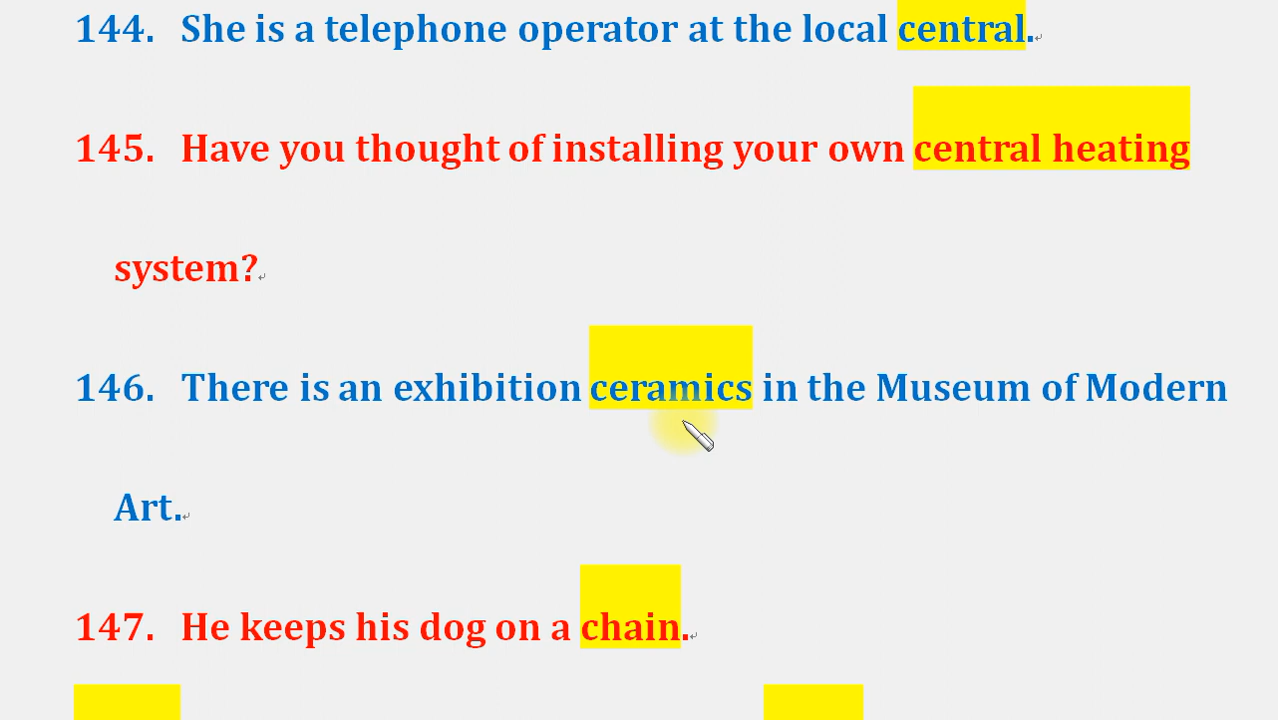 144. She is a telephone operator at the local central.
145. Have you thought of installing your own central heating
system?
146. There is an exhibition ceramics in the Museum of Modern
Art.
147. He keeps his dog on a chain.